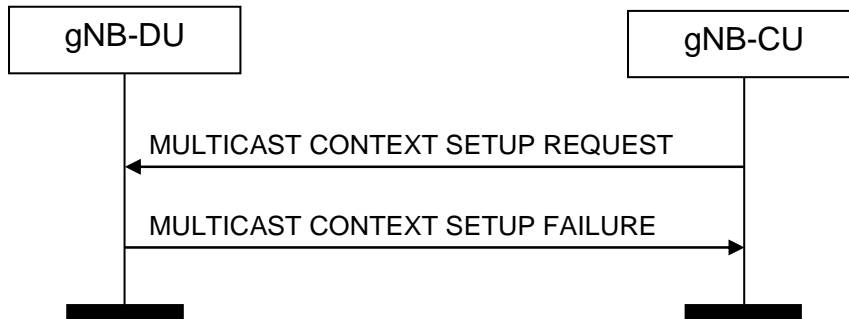 gNB-DU
gNB-CU
MULTICAST CONTEXT SETUP REQUEST
MULTICAST CONTEXT SETUP FAILURE